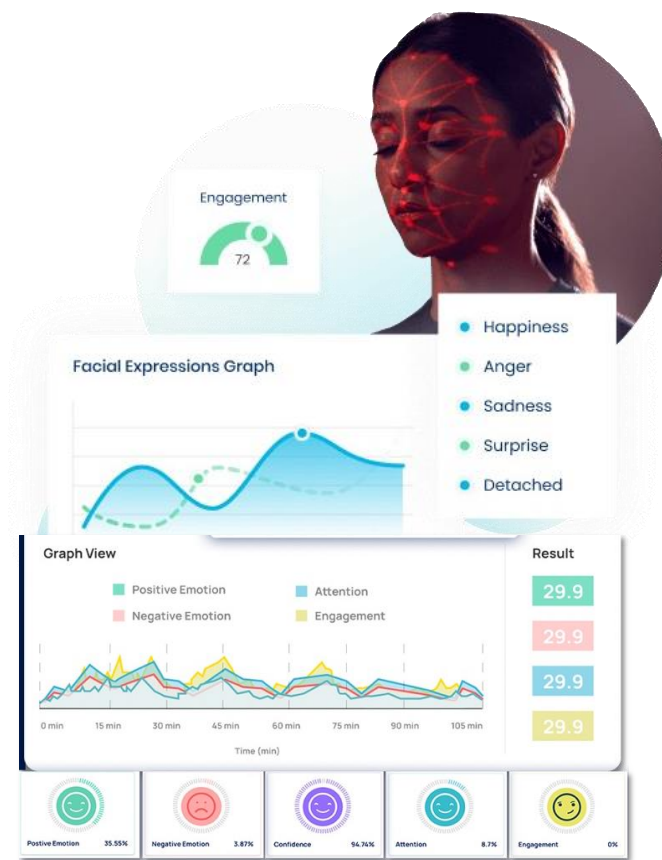 Engagement
72
Happiness
Anger
Sadness
Surprise
Detached
Facial Expressions Graph
Graph View
Positive Emotion
Attention
Negative Emotion
Engagement
0 min 15 min 30 min 45 min 60 min 75 min 90 min 105 min
Time (min)
Result
29.9
29.9
29.9
29.9
Postive Emotion 35.55%
Negative Emotion 3.87%
Confidence 94.74%
Attention 8.7%
Engagement 0%